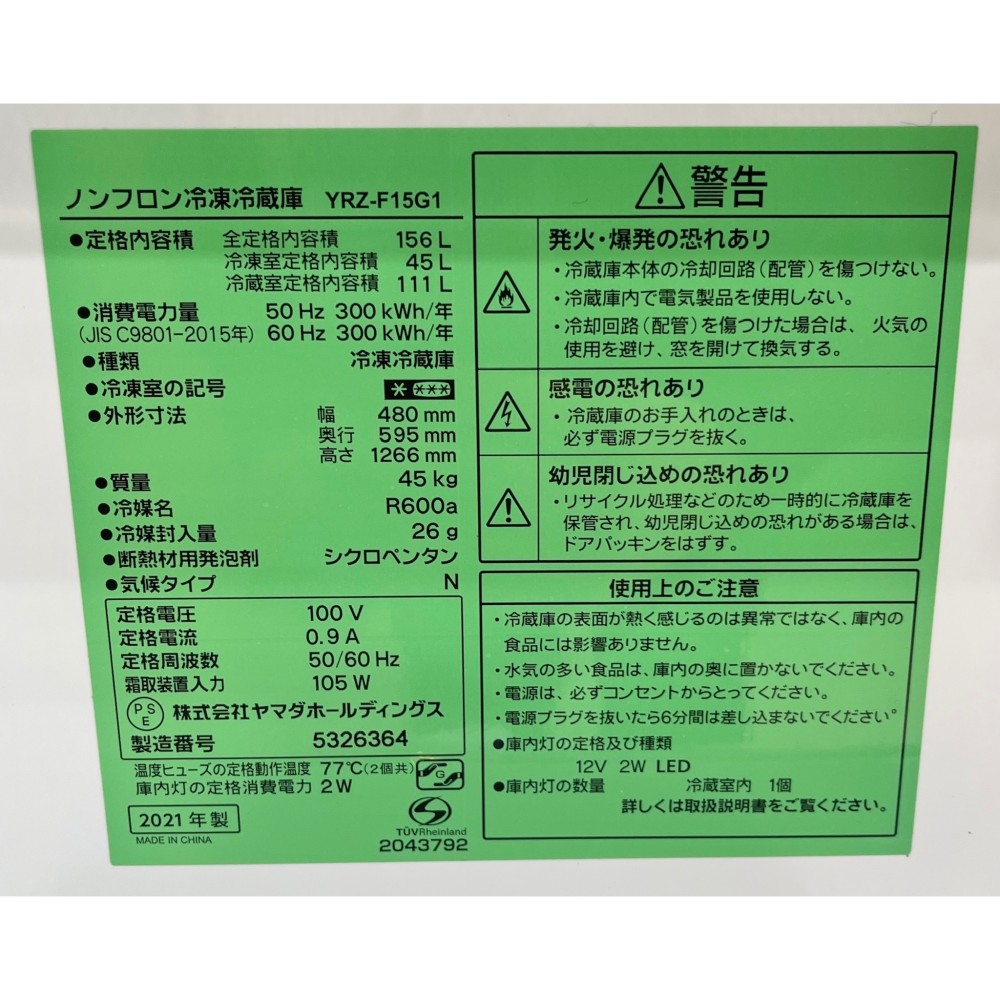 ノンフロン冷凍冷蔵庫 YRZ-F15G1
●定格内容積 全定格内容積 156 L
冷凍室定格内容積 45 L
冷蔵室定格内容積 111 L
●消費電力量 50 Hz 300 kWh/年
(JIS C9801-2015年) 60 Hz 300 kWh/年
●種類 冷凍冷蔵庫
●冷凍室の記号
●外形寸法 幅 480 mm
奥行 595 mm
高さ 1266 mm
●質量 45 kg
●冷媒名 R600a
●冷媒封入量 26 g
●断熱材用発泡剤 シクロペンタン
●気候タイプ N
定格電圧 100 V
定格電流 0.9 A
定格周波数 50/60 Hz
霜取装置入力 105 W
PSE 株式会社ヤマダホールディングス
製造番号 5326364
温度ヒューズの定格動作温度 77℃(2個共)
G
庫内灯の定格消費電力 2 W
2021 年製
MADE IN CHINA
TÜVRheinland
2043792
警告
発火・爆発の恐れあり
・冷蔵庫本体の冷却回路(配管)を傷つけない。
・冷蔵庫内で電気製品を使用しない。
・冷却回路(配管)を傷つけた場合は、火気の
使用を避け、窓を開けて換気する。
感電の恐れあり
・冷蔵庫のお手入れのときは、
必ず電源プラグを抜く。
幼児閉じ込めの恐れあり
・リサイクル処理などのため一時的に冷蔵庫を
保管され、幼児閉じ込めの恐れがある場合は、
ドアパッキンをはずす。
使用上のご注意
・冷蔵庫の表面が熱く感じるのは異常ではなく、庫内の
食品には影響ありません。
・水気の多い食品は、庫内の奥に置かないでください。
・電源は、必ずコンセントからとってください。
・電源プラグを抜いたら6分間は差し込まないでください。
●庫内灯の定格及び種類
12V 2W LED
●庫内灯の数量 冷蔵室内 1個
詳しくは取扱説明書をご覧ください。